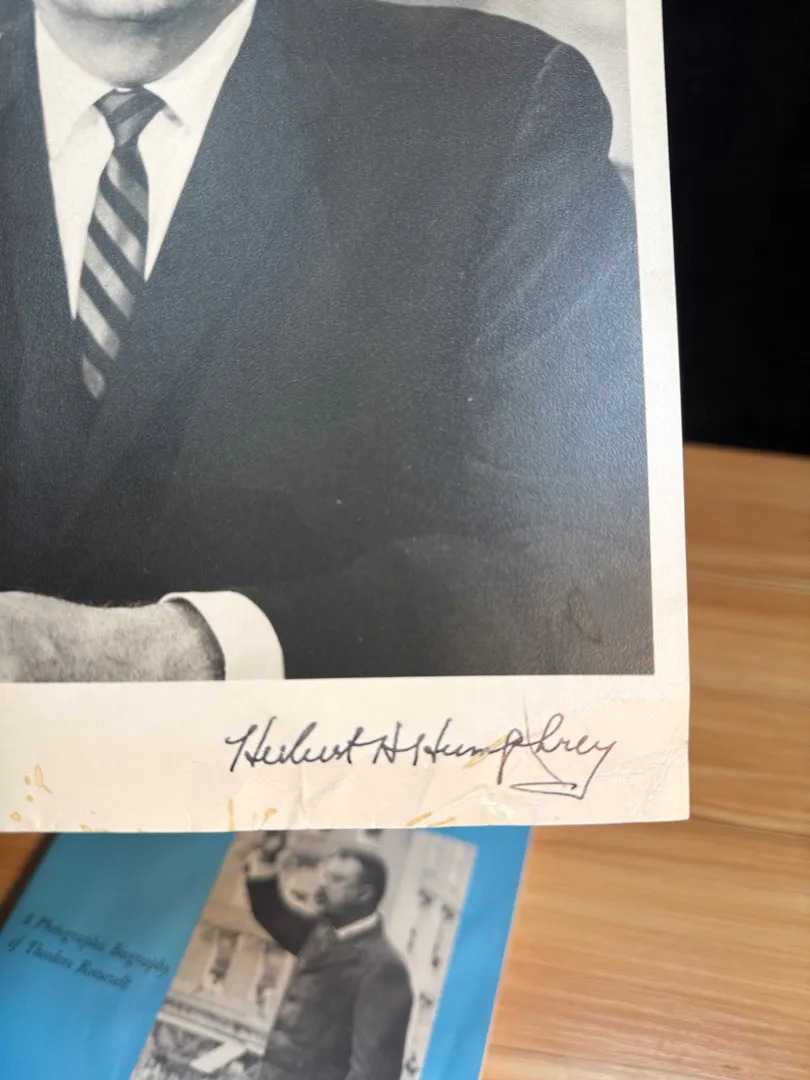 Hubert H Humphrey
A Photographic Biography
of Theodore Roosevelt